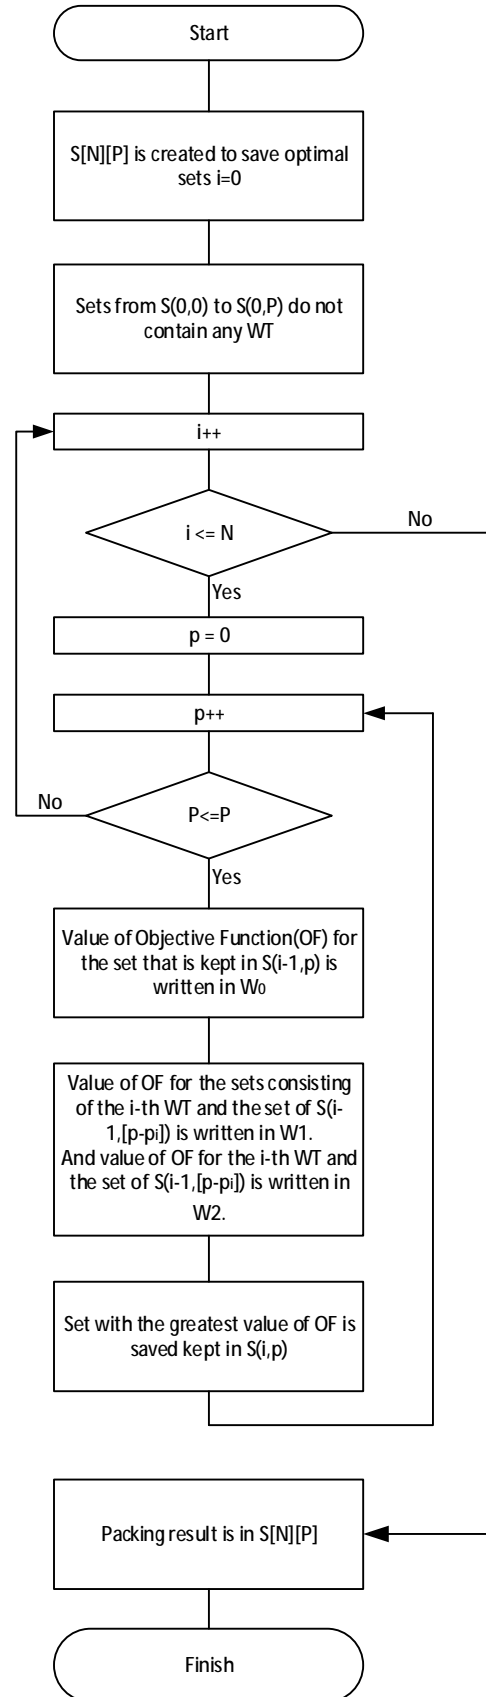 Start
S[N][P] is created to save optimal
sets i=0
Sets from S(0,0) to S(0,P) do not
contain any WT
i++
i <= N
No
Yes
p = 0
p++
No
P<=P
Yes
Value of Objective Function(OF) for
the set that is kept in S(i-1,p) is
written in W0
Value of OF for the sets consisting
of the i-th WT and the set of S(i-
1,[p-pi]) is written in W1.
And value of OF for the i-th WT and
the set of S(i-1,[p-pi]) is written in
W2.
Set with the greatest value of OF is
saved kept in S(i,p)
Packing result is in S[N][P]
Finish